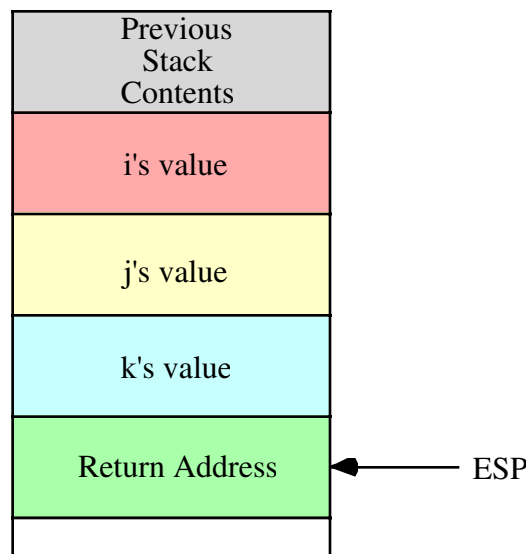 Previous
Stack
Contents
i's value
j's value
k's value
Return Address
ESP